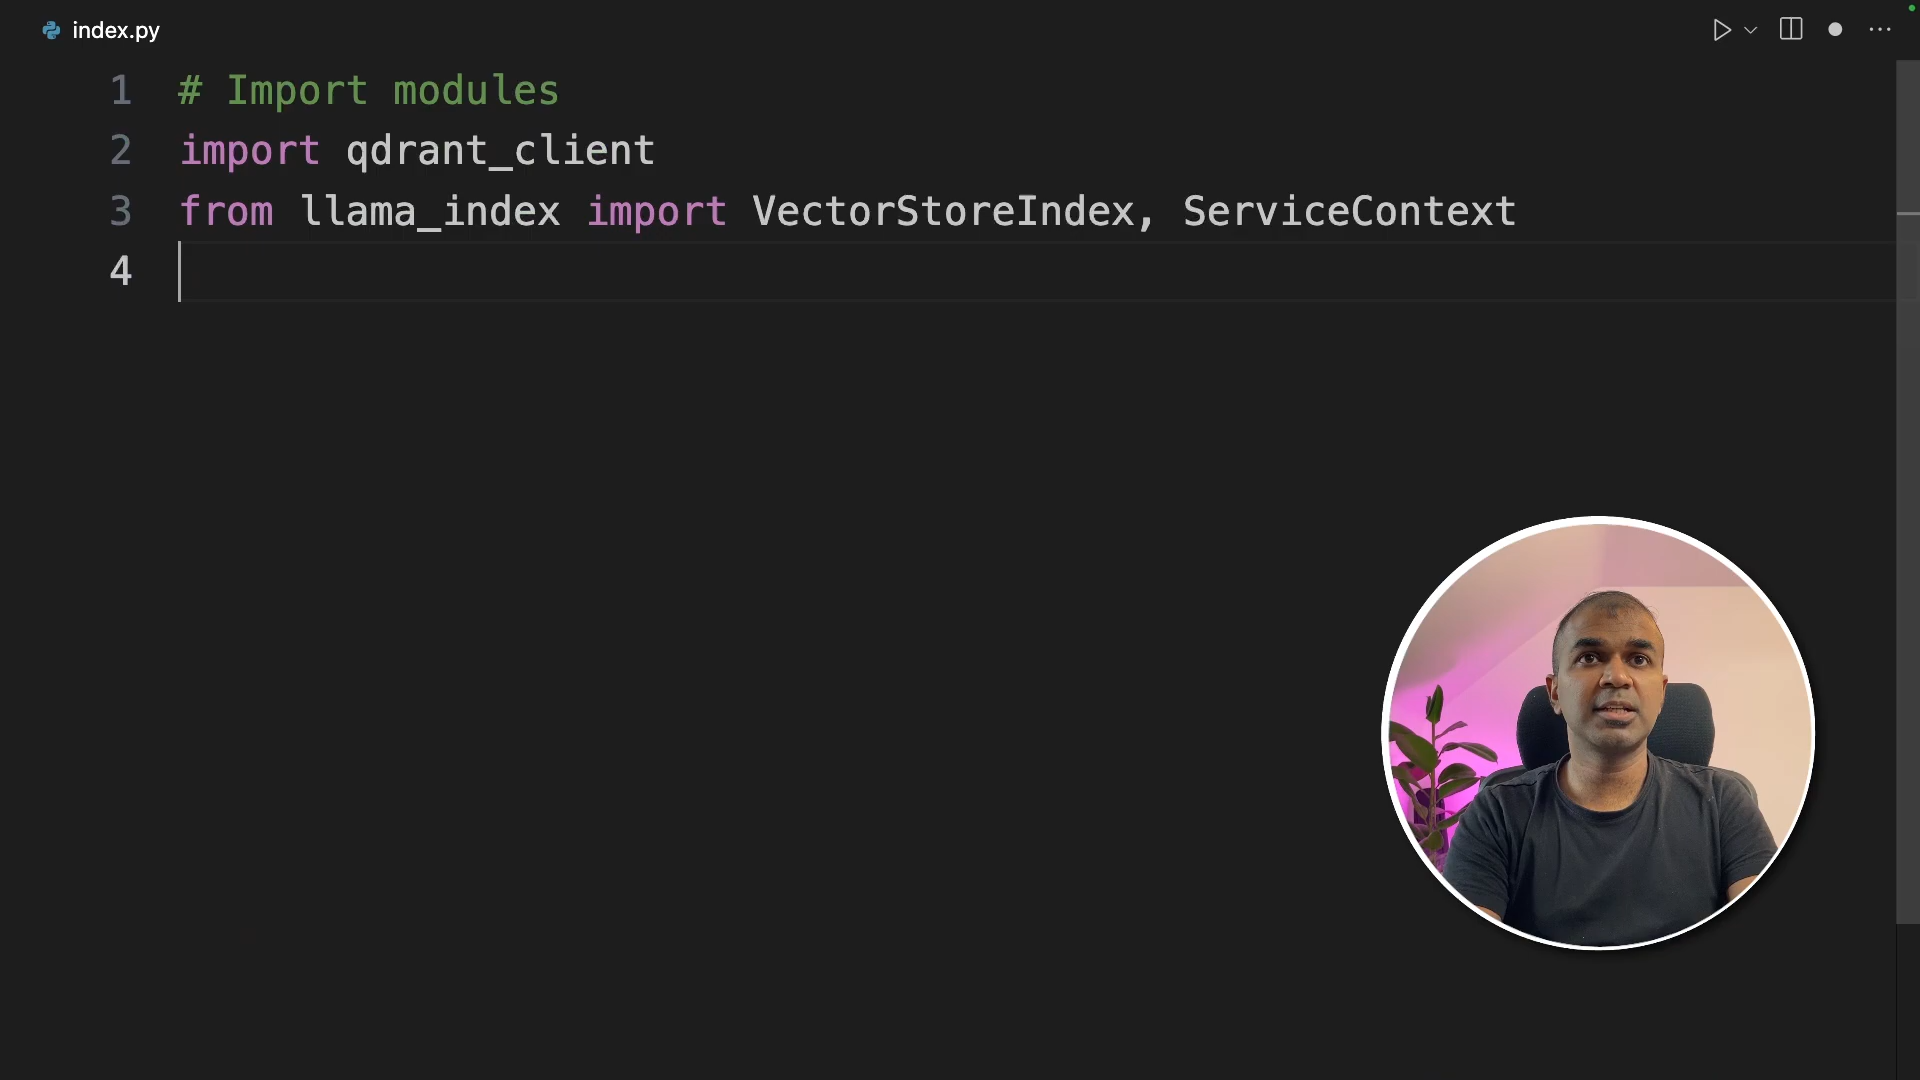 index.py
1 # Import modules
2 import qdrant_client
3 from llama_index import VectorStoreIndex, ServiceContext
4